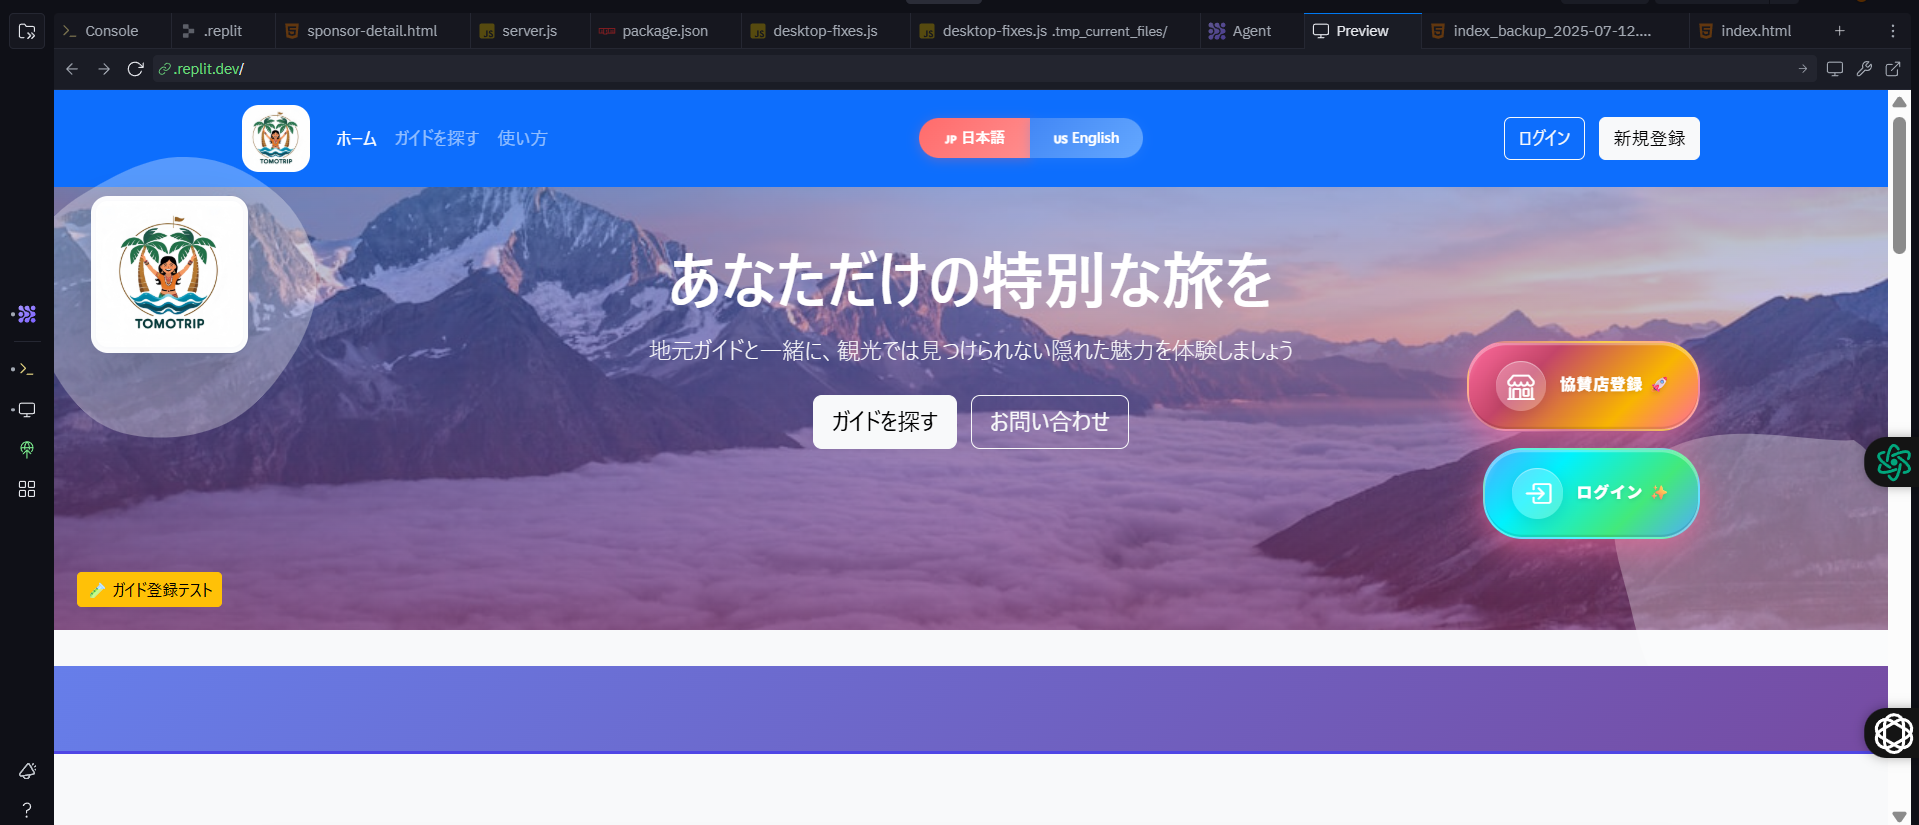 Console
.replit
sponsor-detail.html
server.js
package.json
desktop-fixes.js
desktop-fixes.js .tmp_current_files/
Agent
Preview
index_backup_2025-07-12....
index.html
.replit.dev/
TOMOTRIP
ホーム
ガイドを探す
使い方
JP 日本語
US English
ログイン
新規登録
TOMOTRIP
あなただけの特別な旅を
地元ガイドと一緒に、観光では見つけられない隠れた魅力を体験しましょう
ガイドを探す
お問い合わせ
協賛店登録 🚀
ログイン ✨
🧪 ガイド登録テスト